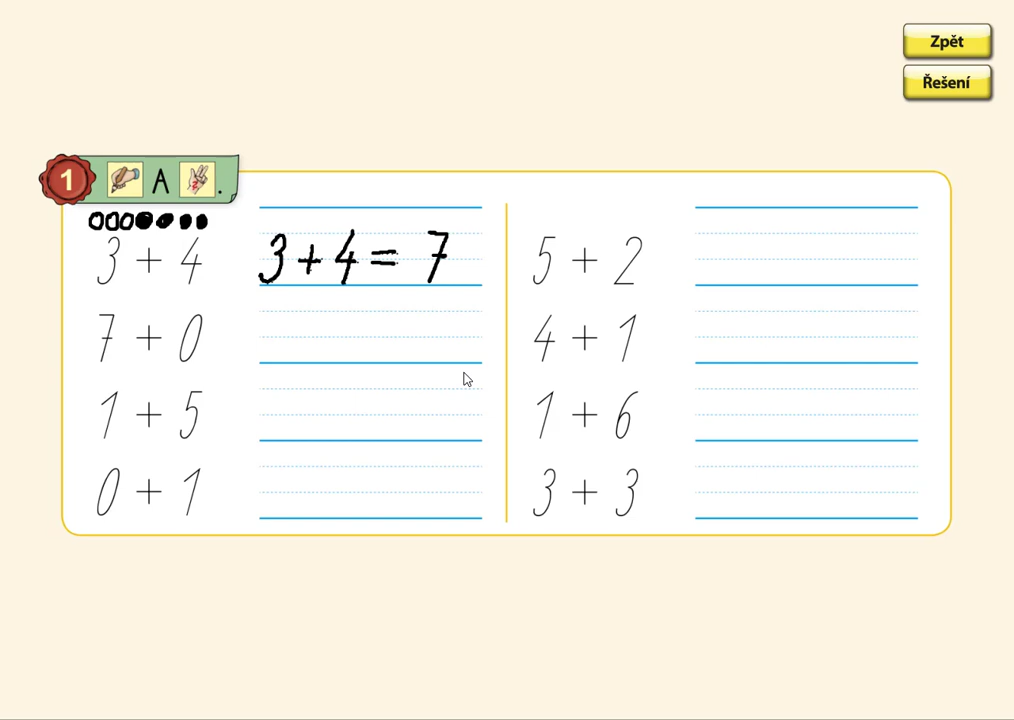 Zpět
Řešení
1 A .
3 + 4 3 + 4 = 7
7 + 0
1 + 5
0 + 1
5 + 2
4 + 1
1 + 6
3 + 3